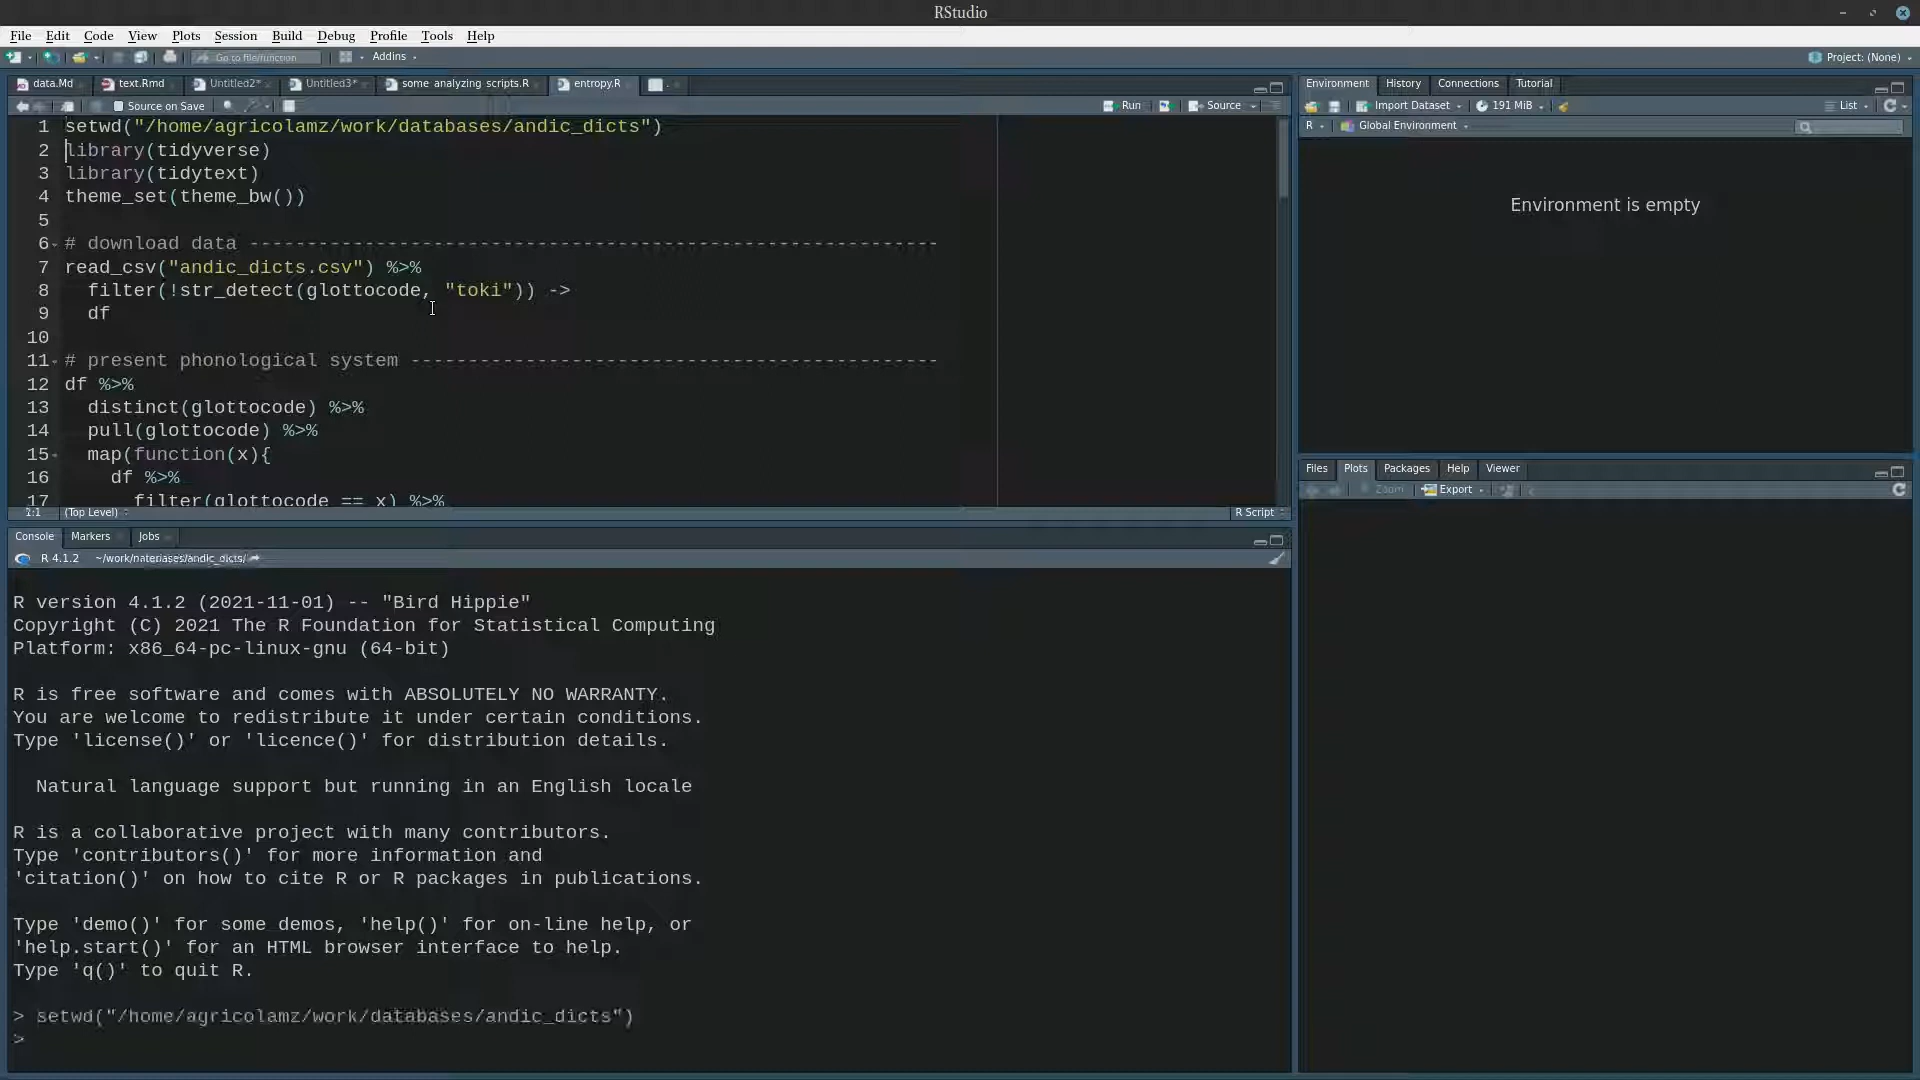 RStudio
File Edit Code View Plots Session Build Debug Profile Tools Help
Go to file/function Addins Project: (None)
data.Md text.Rmd Untitled2* Untitled3* some_analyzing_scripts.R entropy.R
Source on Save Run Source
1 setwd("/home/agricolamz/work/databases/andic_dicts")
2 library(tidyverse)
3 library(tidytext)
4 theme_set(theme_bw())
5
6 # download data -------------------------------------------------------------
7 read_csv("andic_dicts.csv") %>%
8 filter(!str_detect(glottocode, "toki")) ->
9 df
10
11 # present phonological system -----------------------------------------------
12 df %>%
13 distinct(glottocode) %>%
14 pull(glottocode) %>%
15 map(function(x){
16 df %>%
17 filter(glottocode == x) %>%
(Top Level) R Script
Console Markers Jobs
R 4.1.2
R version 4.1.2 (2021-11-01) -- "Bird Hippie"
Copyright (C) 2021 The R Foundation for Statistical Computing
Platform: x86_64-pc-linux-gnu (64-bit)
R is free software and comes with ABSOLUTELY NO WARRANTY.
You are welcome to redistribute it under certain conditions.
Type 'license()' or 'licence()' for distribution details.
Natural language support but running in an English locale
R is a collaborative project with many contributors.
Type 'contributors()' for more information and
'citation()' on how to cite R or R packages in publications.
Type 'demo()' for some demos, 'help()' for on-line help, or
'help.start()' for an HTML browser interface to help.
Type 'q()' to quit R.
> setwd("/home/agricolamz/work/databases/andic_dicts")
>
Environment History Connections Tutorial
Import Dataset 191 MiB List
R Global Environment
Environment is empty
Files Plots Packages Help Viewer
Zoom Export